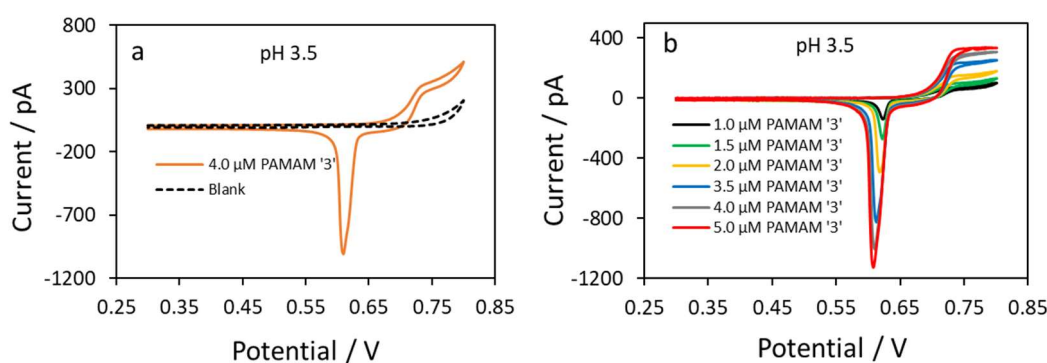 a
pH 3.5
800
300
-200
-700
-1200
Current / pA
4.0 µM PAMAM '3'
Blank
0.25 0.35 0.45 0.55 0.65 0.75 0.85
Potential / V
b
pH 3.5
400
0
-400
-800
-1200
Current / pA
1.0 µM PAMAM '3'
1.5 µM PAMAM '3'
2.0 µM PAMAM '3'
3.5 µM PAMAM '3'
4.0 µM PAMAM '3'
5.0 µM PAMAM '3'
0.25 0.35 0.45 0.55 0.65 0.75 0.85
Potential / V